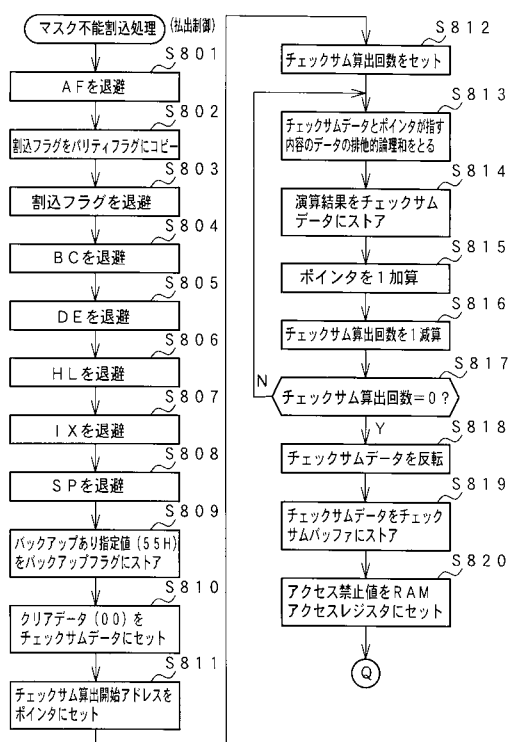 マスク不能割込処理
(払出制御)
S801
AFを退避
S802
割込フラグをパリティフラグにコピー
S803
割込フラグを退避
S804
BCを退避
S805
DEを退避
S806
HLを退避
S807
IXを退避
S808
SPを退避
S809
バックアップあり指定値(55H)
をバックアップフラグにストア
S810
クリアデータ(00)を
チェックサムデータにセット
S811
チェックサム算出開始アドレスを
ポインタにセット
S812
チェックサム算出回数をセット
S813
チェックサムデータとポインタが指す
内容のデータの排他的論理和をとる
S814
演算結果をチェックサム
データにストア
S815
ポインタを1加算
S816
チェックサム算出回数を1減算
S817
N
チェックサム算出回数=0?
Y
S818
チェックサムデータを反転
S819
チェックサムデータをチェック
サムバッファにストア
S820
アクセス禁止値をRAM
アクセスレジスタにセット
Q